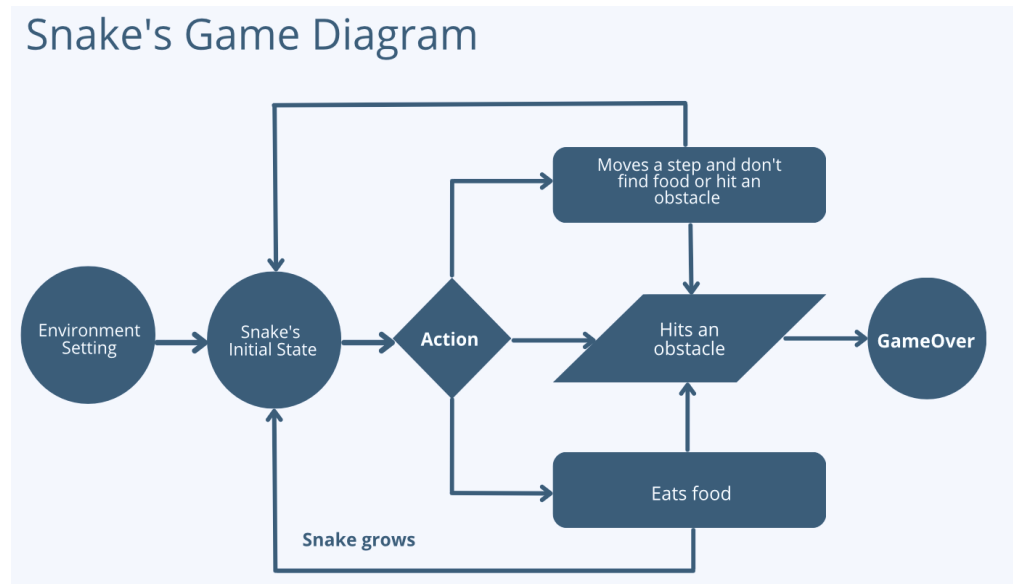 Snake's Game Diagram
Moves a step and don't
find food or hit an
obstacle
Environment
Setting
Snake's
Initial State
Action
Hits an
obstacle
GameOver
Eats food
Snake grows